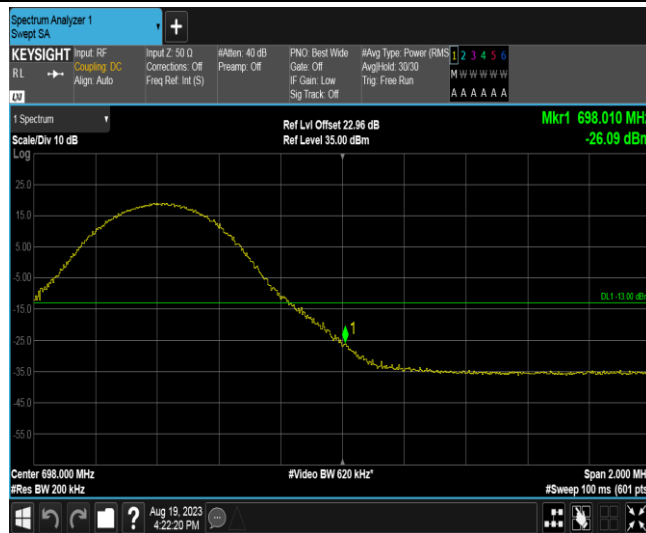 Spectrum Analyzer 1
Swept SA
+
KEYSIGHT
RL
LXI
Input: RF
Coupling: DC
Align: Auto
Input Z: 50 Ω
Corrections: Off
Freq Ref: Int (S)
#Atten: 40 dB
Preamp: Off
PNO: Best Wide
Gate: Off
IF Gain: Low
Sig Track: Off
#Avg Type: Power (RMS
Avg|Hold: 30/30
Trig: Free Run
1 2 3 4 5 6
M W W W W W
A A A A A A
1 Spectrum
Scale/Div 10 dB
Ref Lvl Offset 22.96 dB
Ref Level 35.00 dBm
Mkr1 698.010 MHz
-26.09 dBm
Log
25.0
15.0
5.00
-5.00
DL1 -13.00 dBm
-15.0
1
-25.0
-35.0
-45.0
-55.0
Center 698.000 MHz
#Video BW 620 kHz*
Span 2.000 MH
#Res BW 200 kHz
#Sweep 100 ms (601 pts
?
Aug 19, 2023
4:22:20 PM